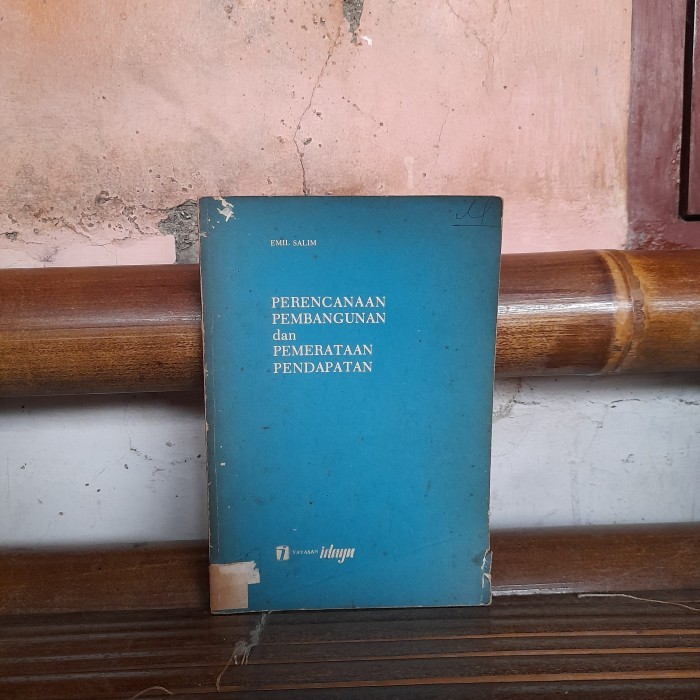 EMIL SALIM
PERENCANAAN
PEMBANGUNAN
dan
PEMERATAAN
PENDAPATAN
YAYASAN idayu